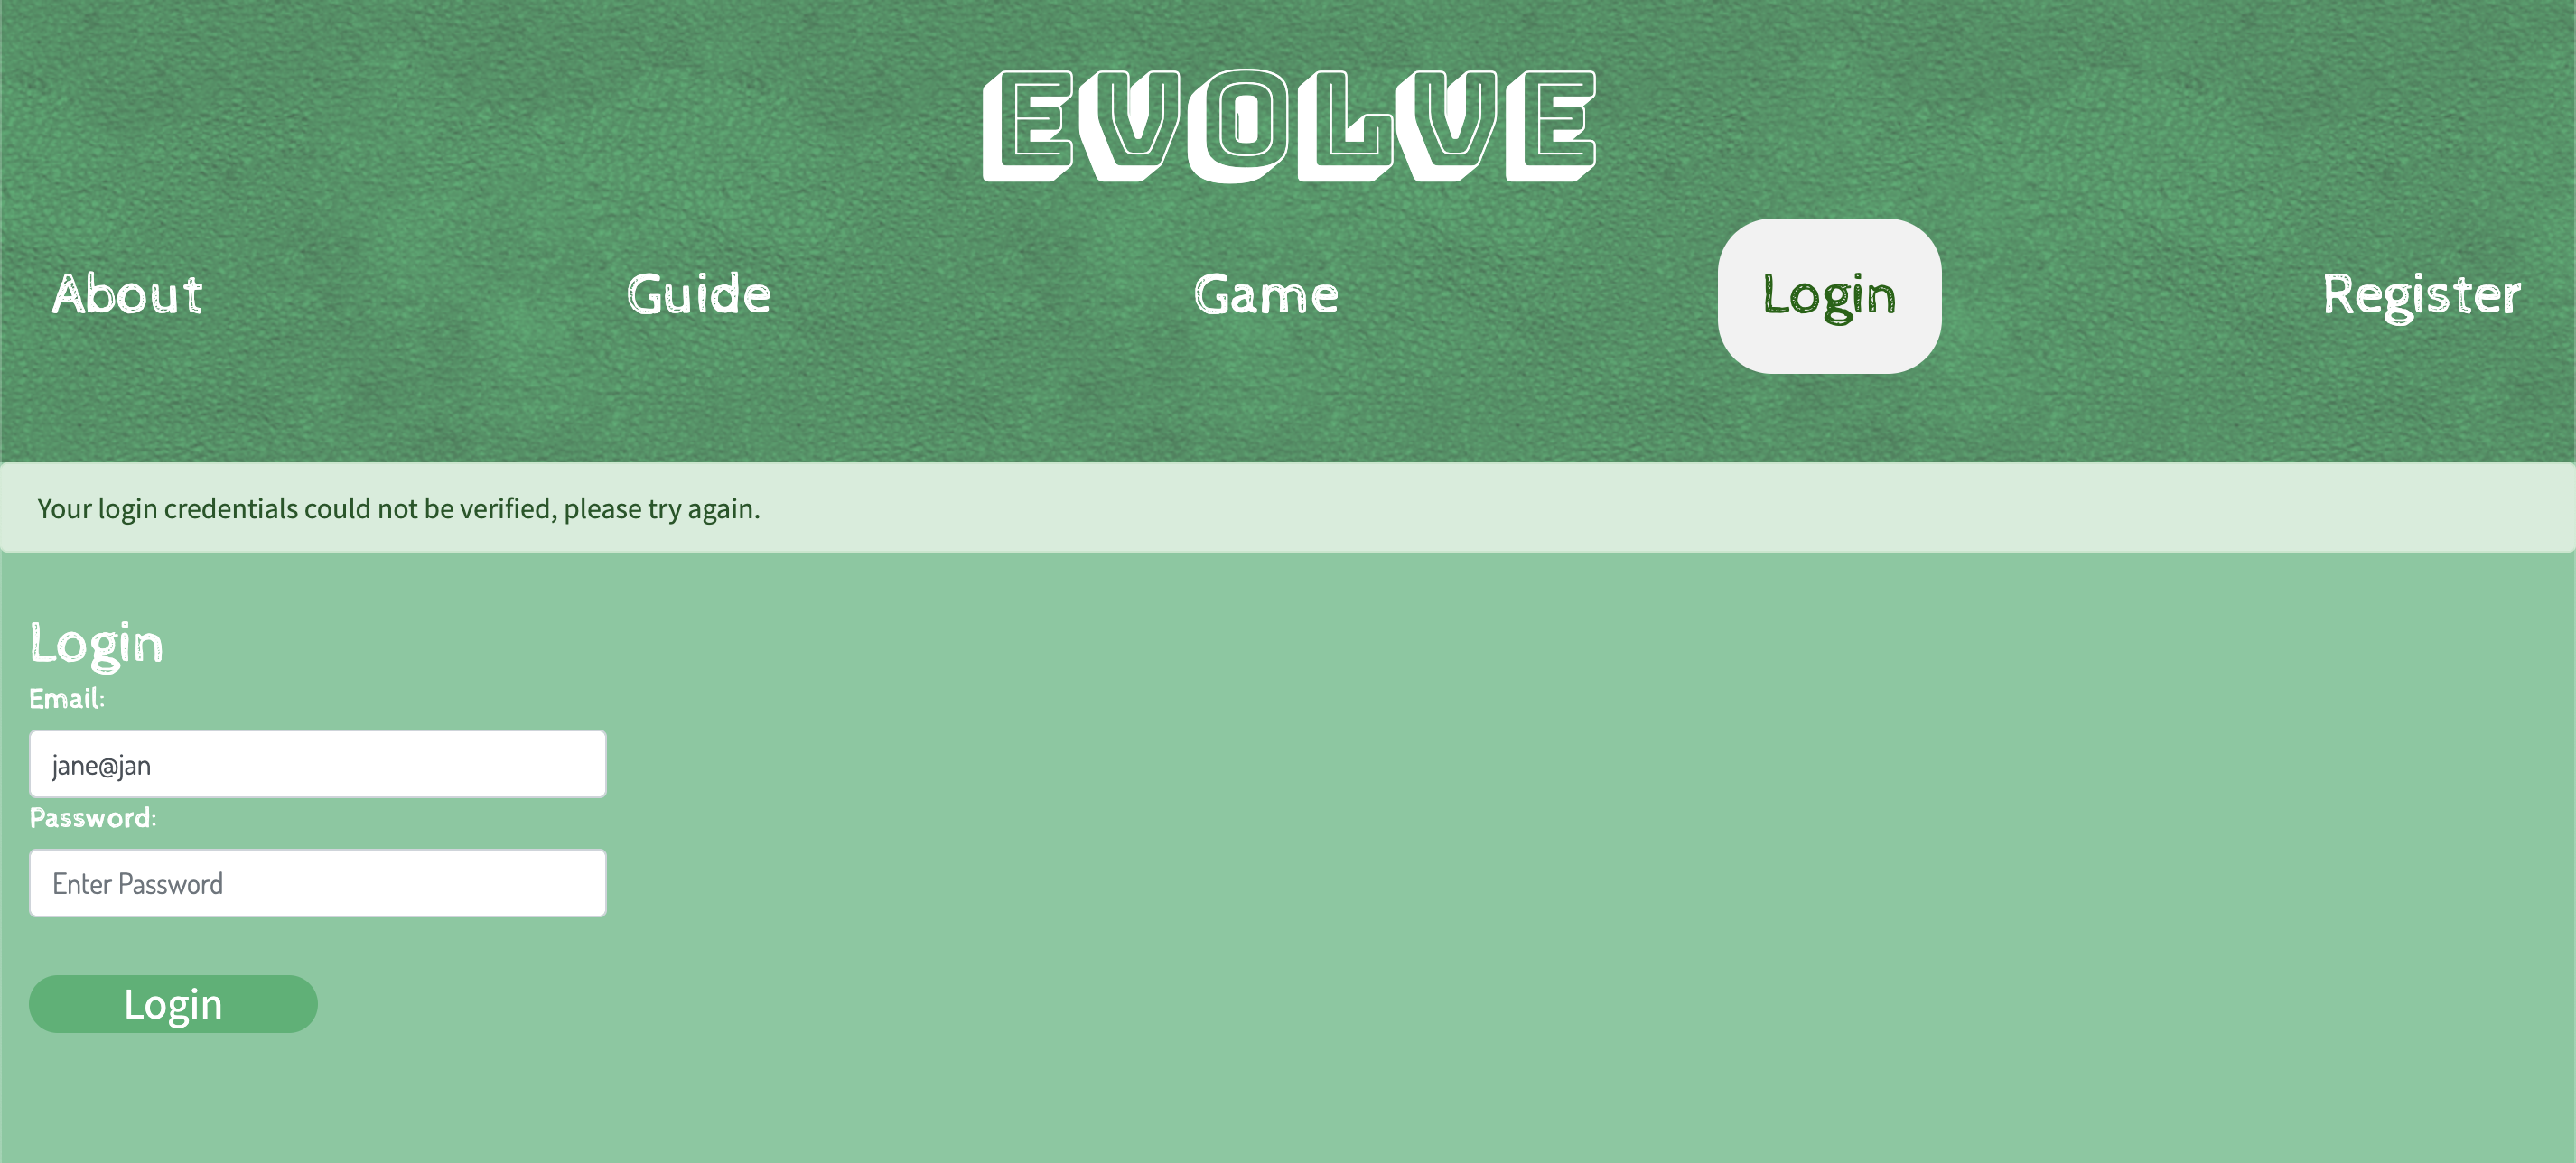 EVOLVE
About Guide Game Login Register
Your login credentials could not be verified, please try again.
Login
Email:
jane@jan
Password:
Enter Password
Login